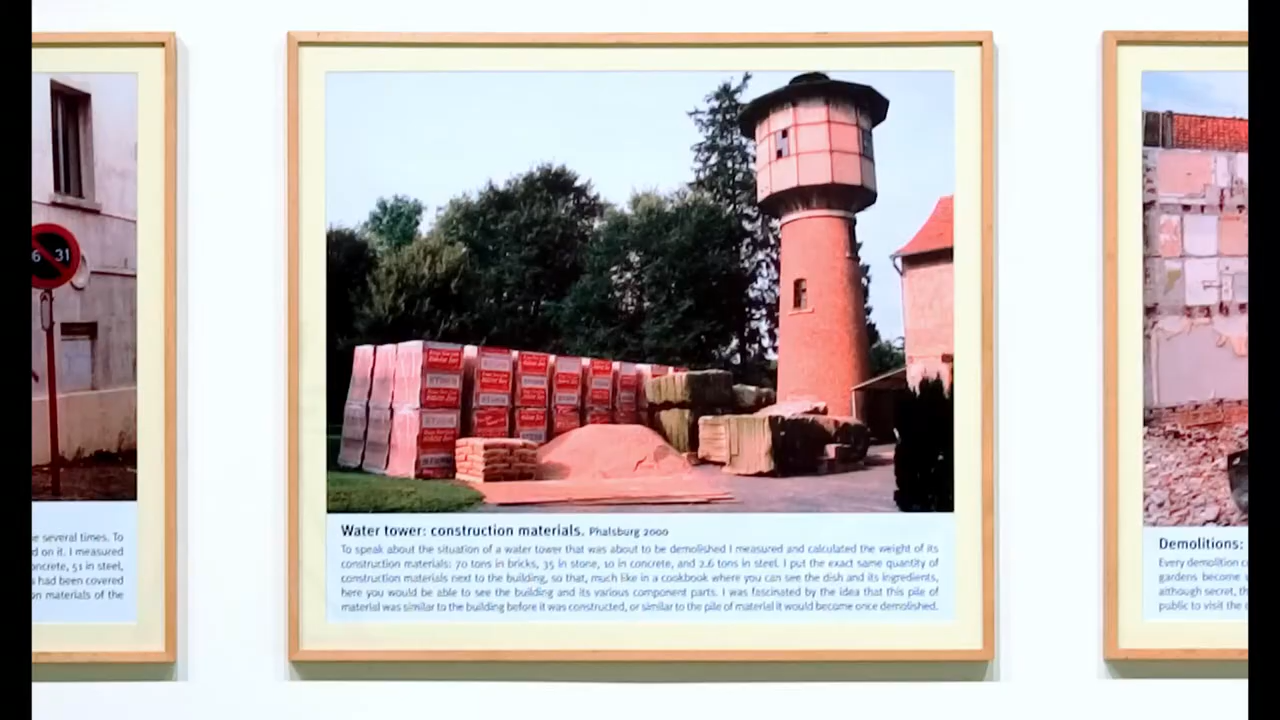 6 31
e several times. To
d on it. I measured
oncrete, 51 in steel,
s had been covered
on materials of the
Water tower: construction materials. Phalsburg 2000
To speak about the situation of a water tower that was about to be demolished I measured and calculated the weight of its
construction materials: 70 tons in bricks, 35 in stone, 10 in concrete, and 2.6 tons in steel. I put the exact same quantity of
construction materials next to the building, so that, much like in a cookbook where you can see the dish and its ingredients,
here you would be able to see the building and its various component parts. I was fascinated by the idea that this pile of
material was similar to the building before it was constructed, or similar to the pile of material it would become once demolished.
Demolitions:
Every demolition c
gardens become
although secret, th
public to visit the